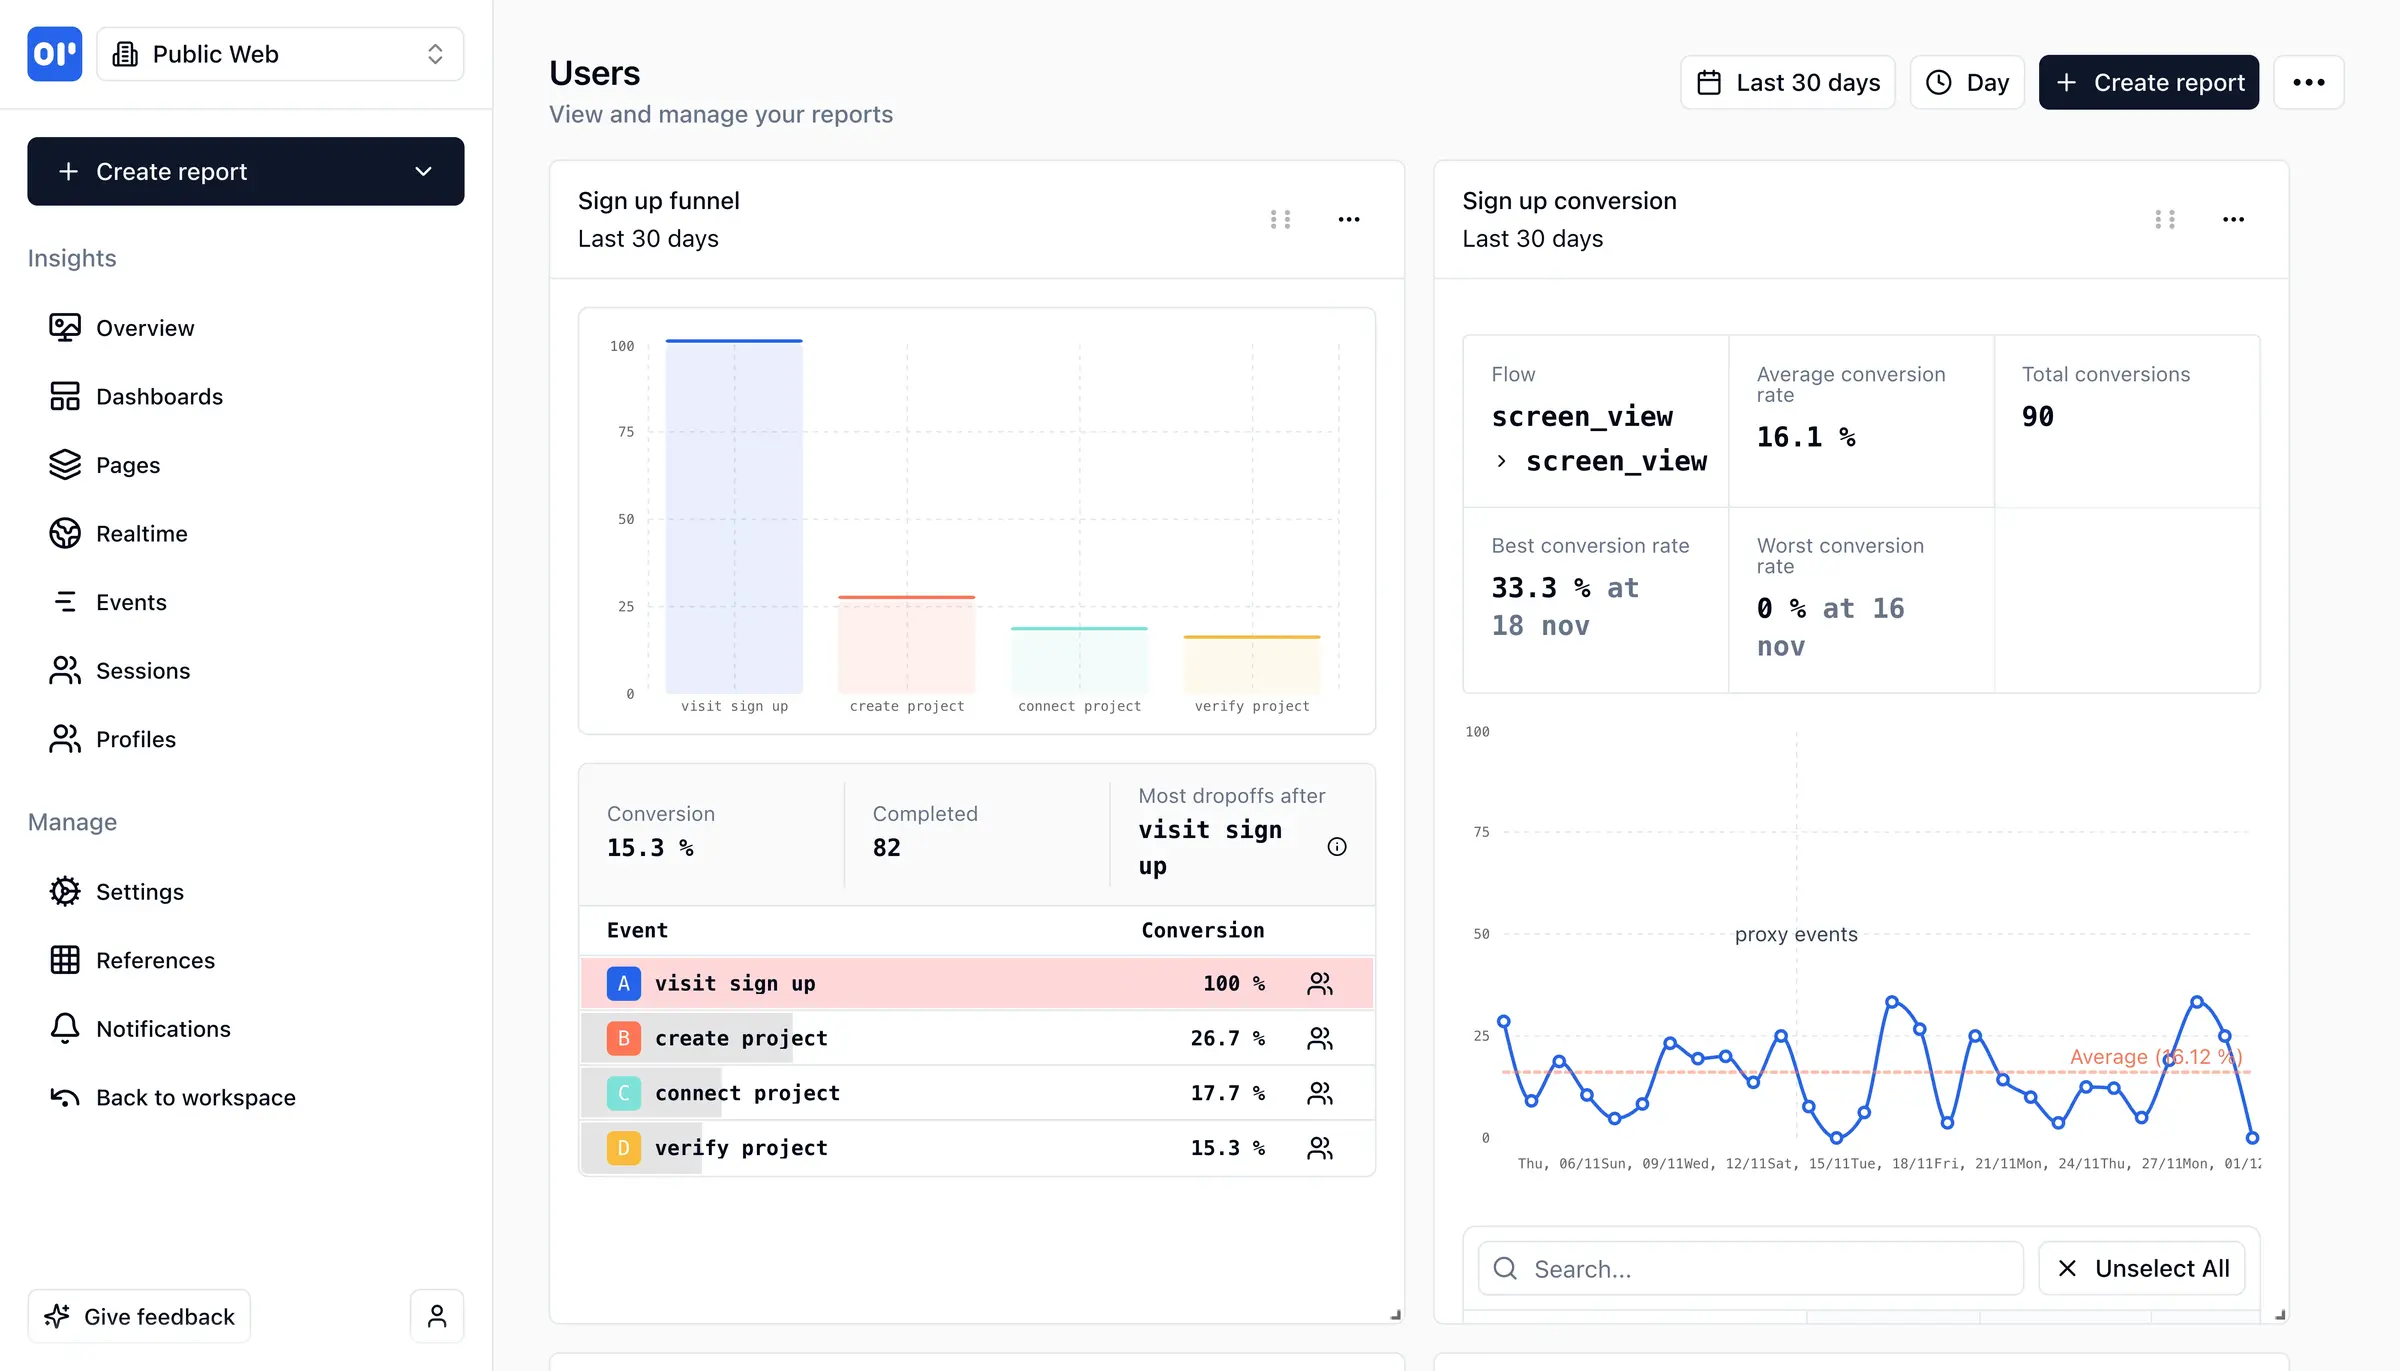 Public Web
Create report
Insights
Overview
Dashboards
Pages
Realtime
Events
Sessions
Profiles
Manage
Settings
References
Notifications
Back to workspace
Give feedback
Users
View and manage your reports
Last 30 days
Day
Create report
Sign up funnel
Last 30 days
100
75
50
25
0
visit sign up
create project
connect project
verify project
Conversion
15.3 %
Completed
82
Most dropoffs after
visit sign
up
Event Conversion
A visit sign up 100 %
B create project 26.7 %
C connect project 17.7 %
D verify project 15.3 %
Sign up conversion
Last 30 days
Flow
screen_view
screen_view
Average conversion
rate
16.1 %
Total conversions
90
Best conversion rate
33.3 % at
18 nov
Worst conversion
rate
0 % at 16
nov
100
75
50
25
0
proxy events
Average (16.12 %)
Thu, 06/11Sun, 09/11Wed, 12/11Sat, 15/11Tue, 18/11Fri, 21/11Mon, 24/11Thu, 27/11Mon, 01/12
Search...
Unselect All